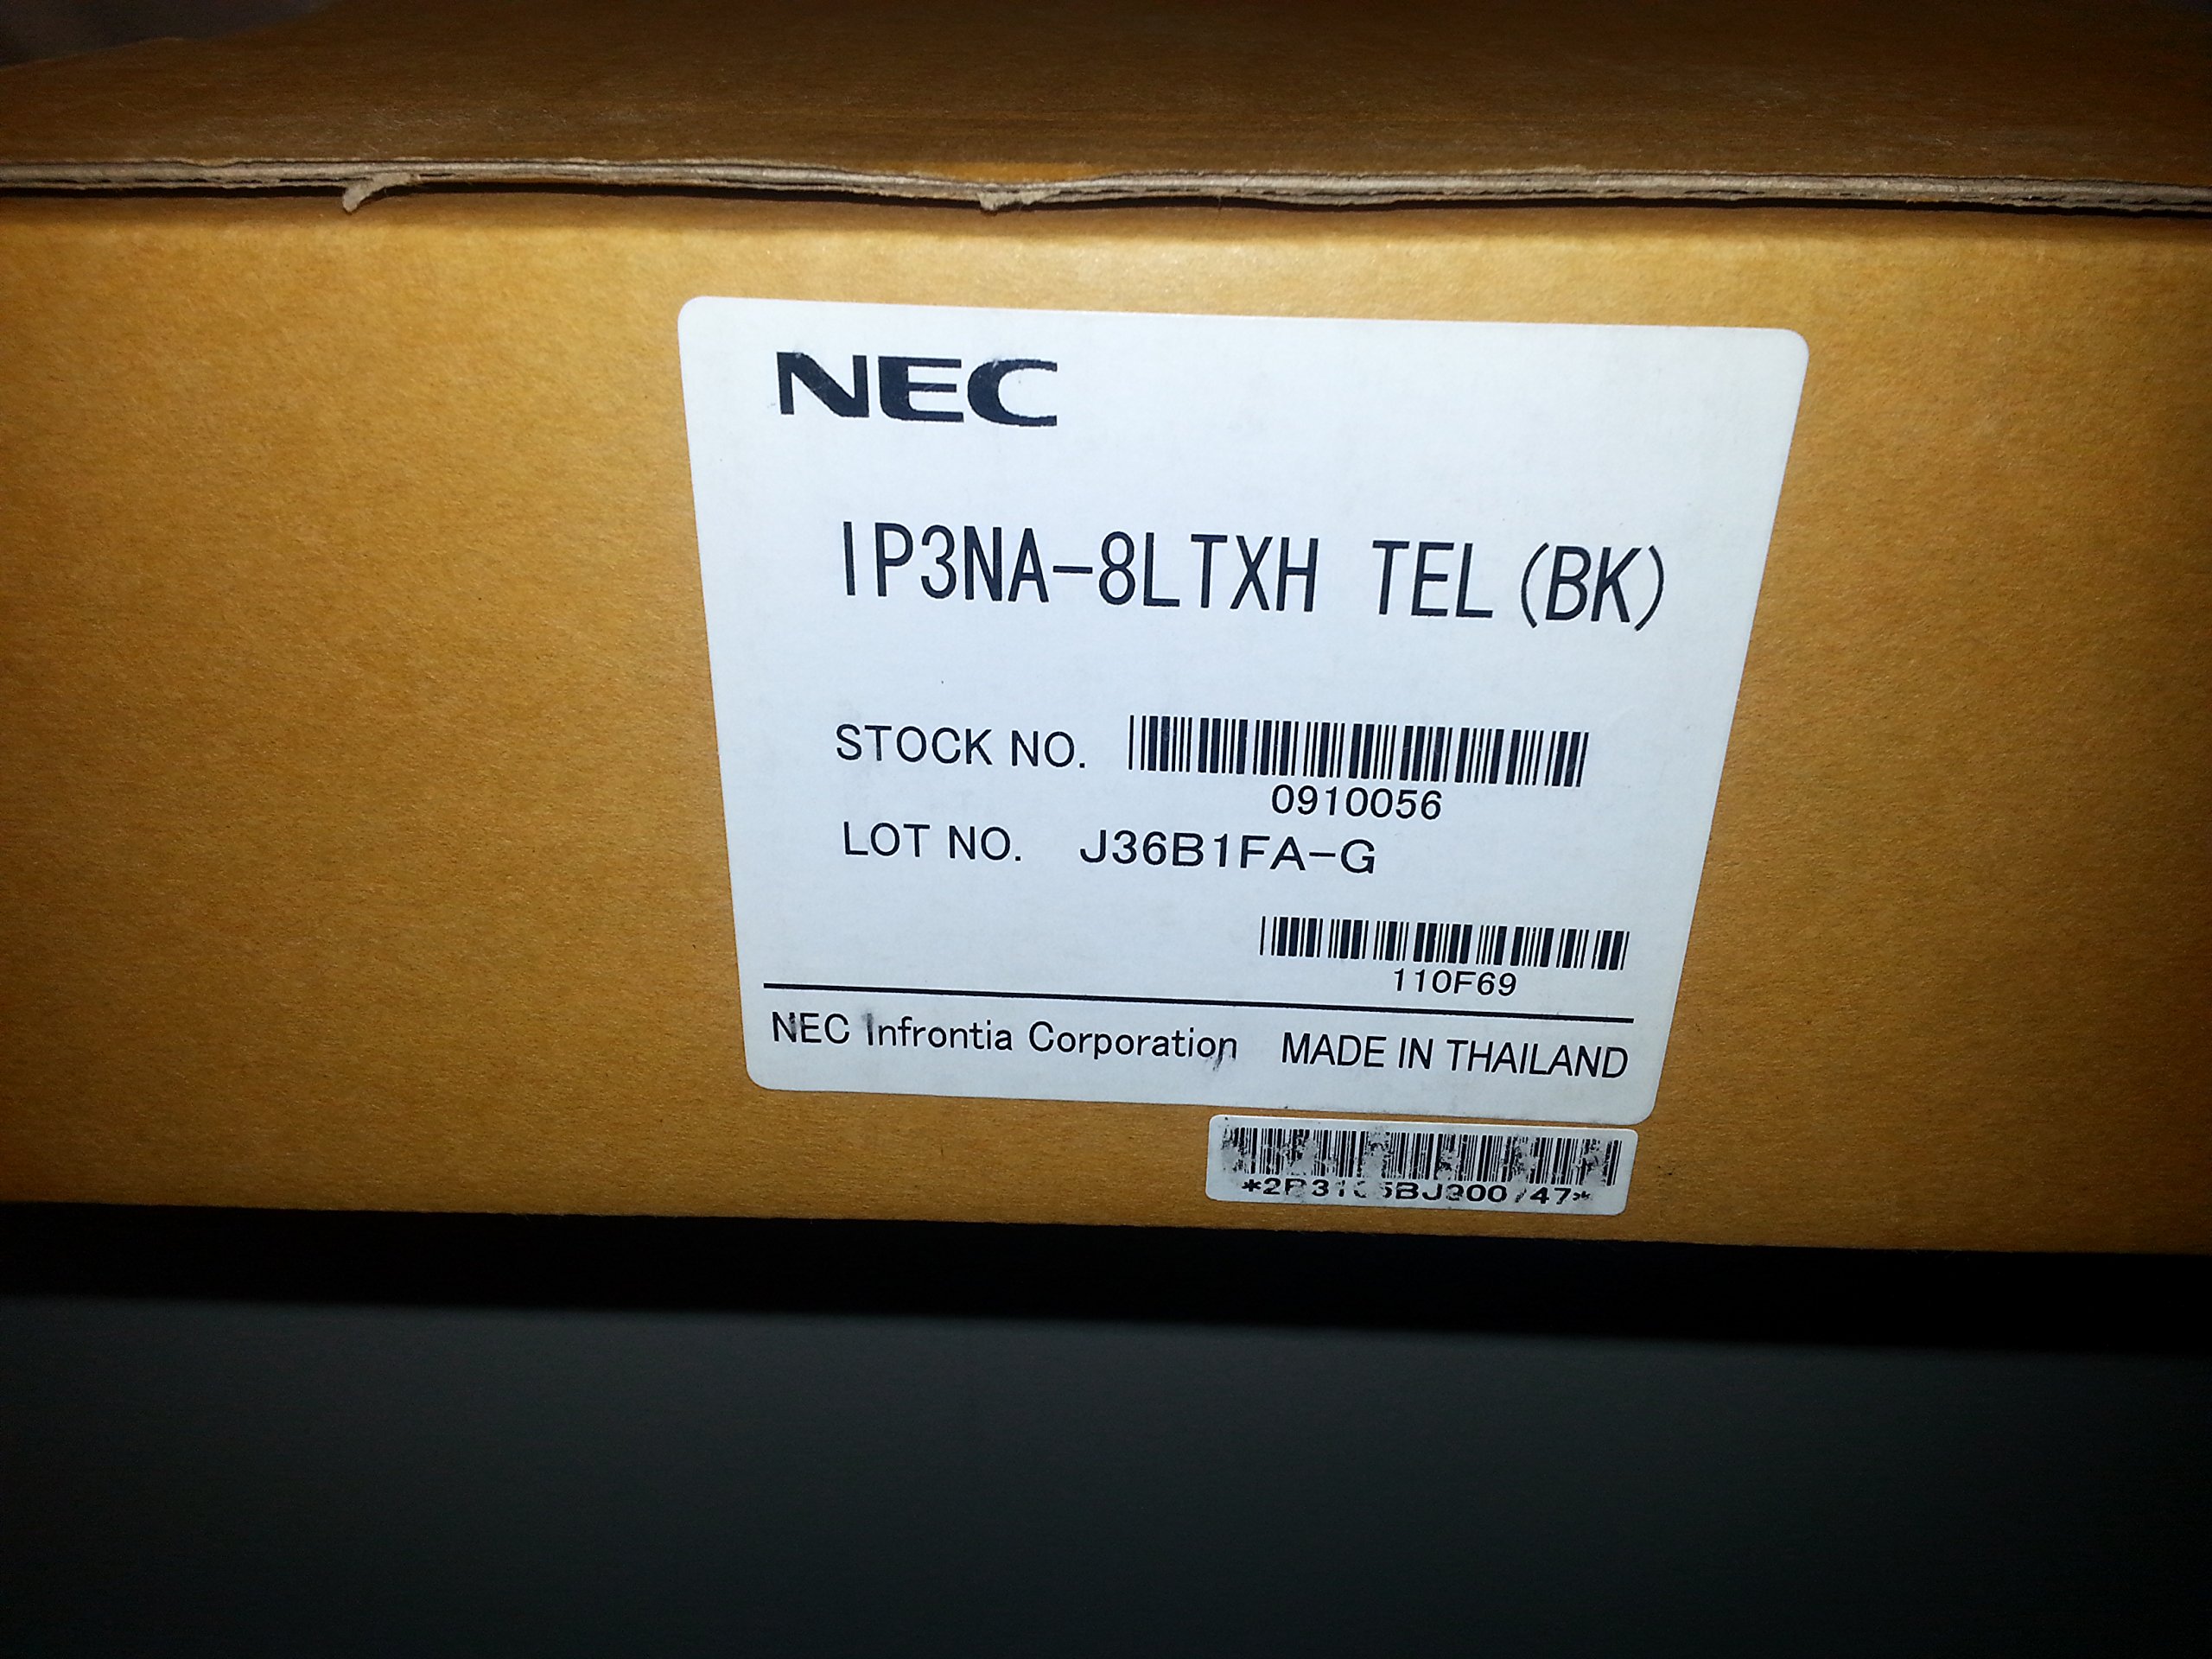 NEC
IP3NA-8LTXH TEL(BK)
STOCK NO.
0910056
LOT NO. J36B1FA-G
110F69
NEC Infrontia Corporation MADE IN THAILAND